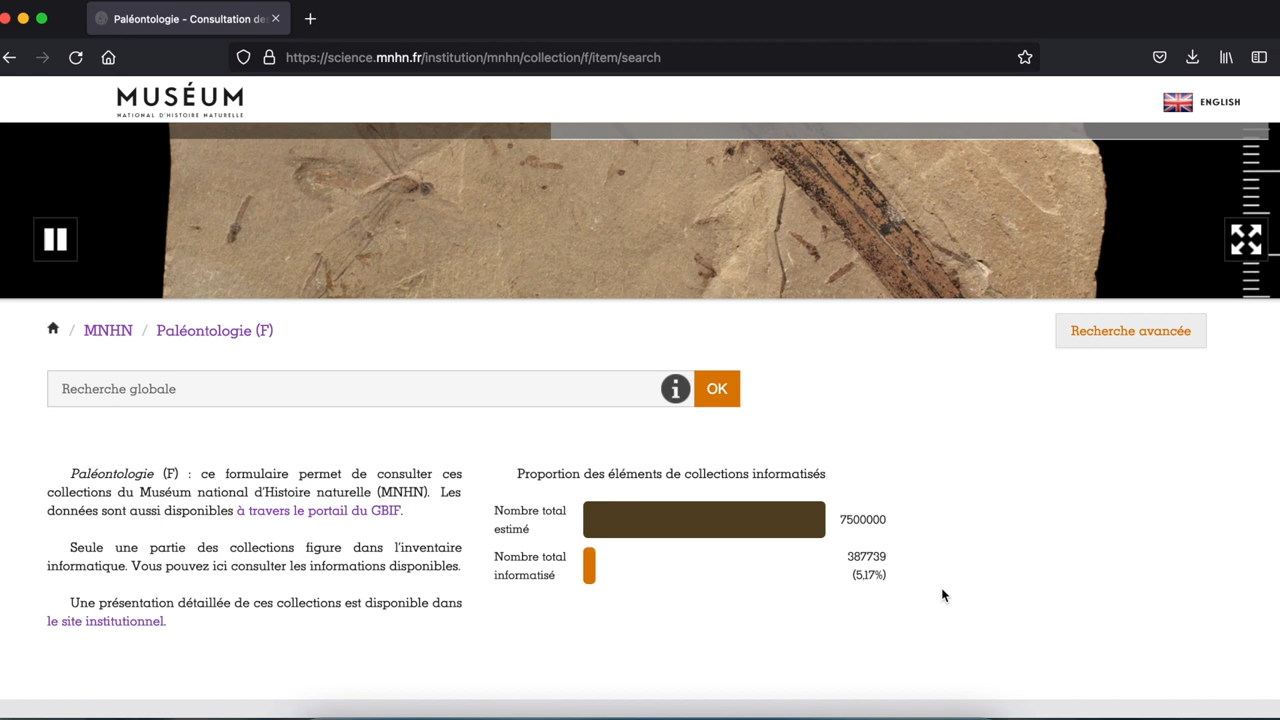 Paléontologie - Consultation de
https://science.mnhn.fr/institution/mnhn/collection/f/item/search
MUSÉUM
NATIONAL D'HISTOIRE NATURELLE
ENGLISH
/ MNHN / Paléontologie (F)
Recherche avancée
Recherche globale
i
OK
Paléontologie (F) : ce formulaire permet de consulter ces
collections du Muséum national d'Histoire naturelle (MNHN). Les
données sont aussi disponibles à travers le portail du GBIF.
Seule une partie des collections figure dans l'inventaire
informatique. Vous pouvez ici consulter les informations disponibles.
Une présentation détaillée de ces collections est disponible dans
le site institutionnel.
Proportion des éléments de collections informatisés
Nombre total
estimé
7500000
Nombre total
informatisé
387739
(5,17%)